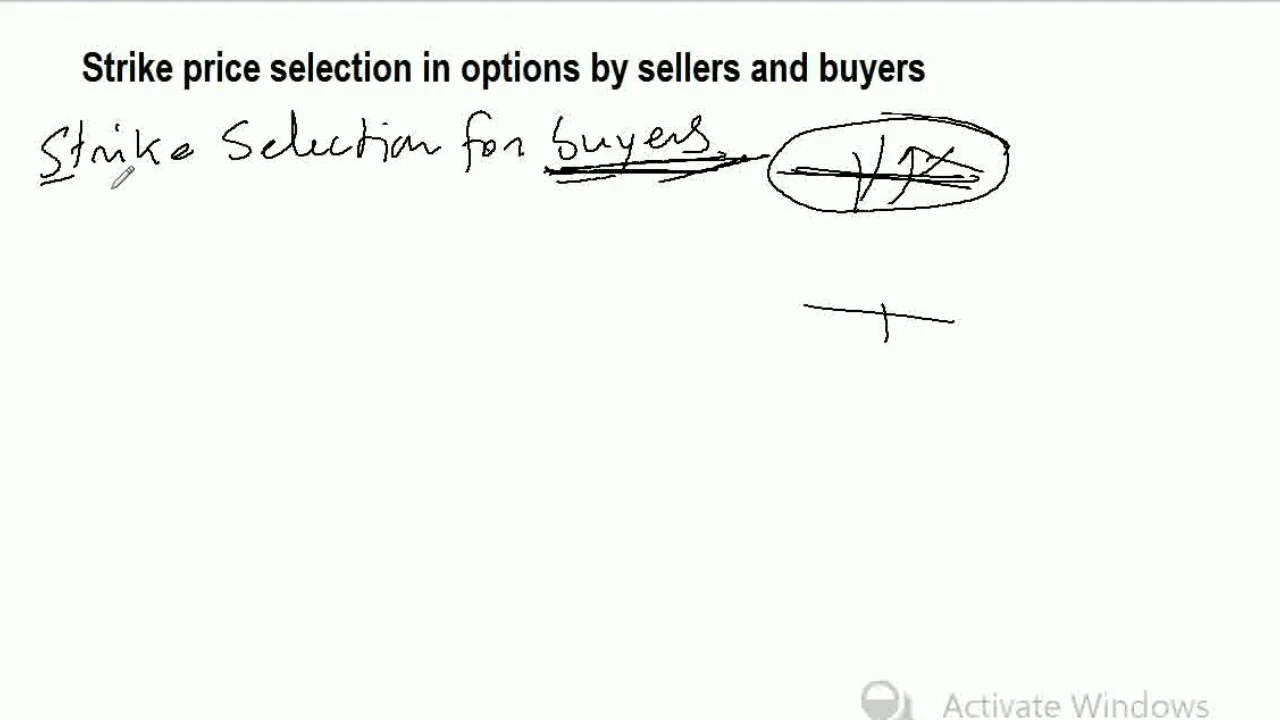 Strike price selection in options by sellers and buyers
Strike Selection for buyers
Activate Windows